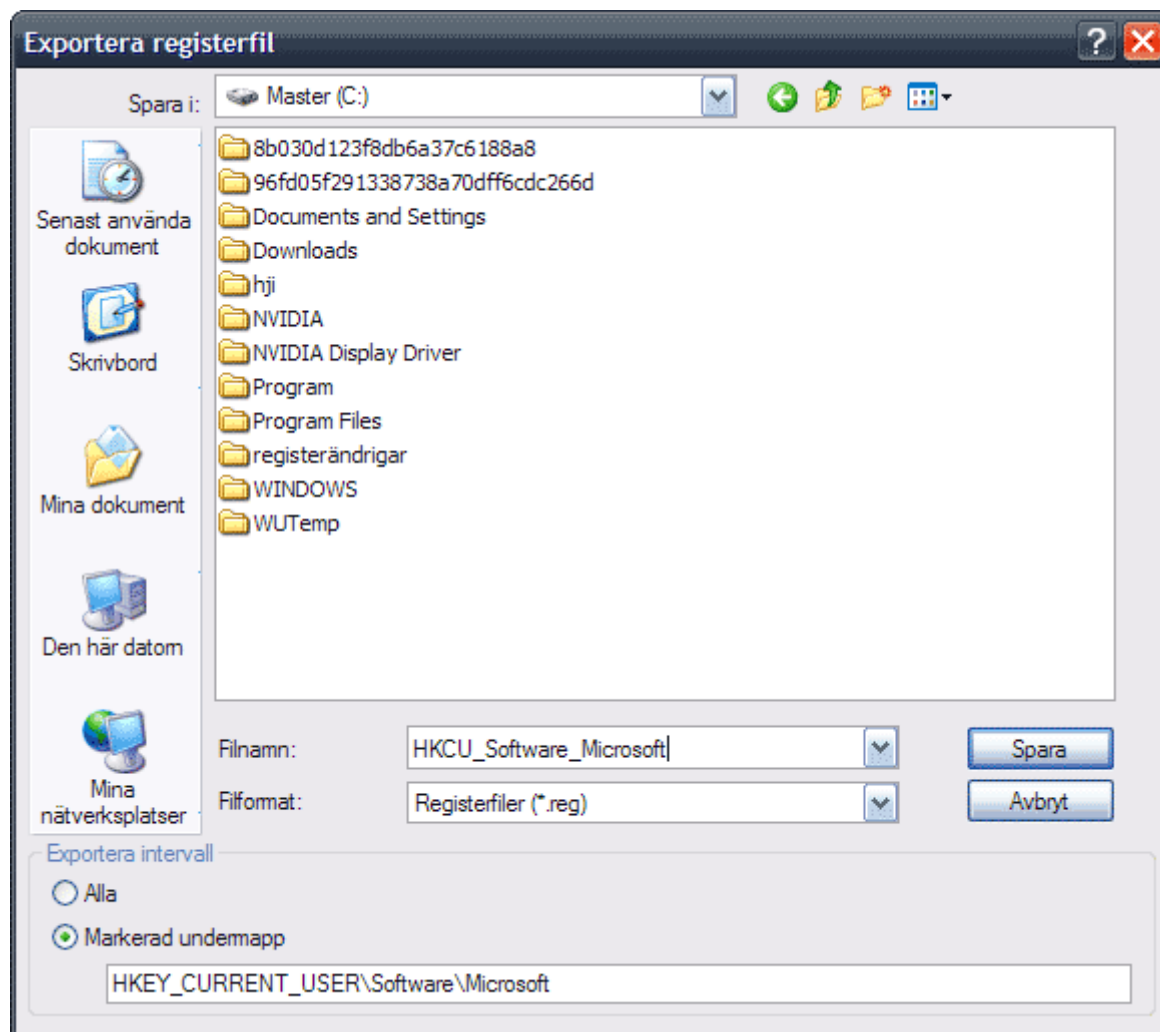 Exportera registerfil
Spara i:
Master (C:)
Senast använda
dokument
Skrivbord
Mina dokument
Den här datorn
Mina
nätverksplatser
8b030d123f8db6a37c6188a8
96fd05f291338738a70dff6cdc266d
Documents and Settings
Downloads
hji
NVIDIA
NVIDIA Display Driver
Program
Program Files
registerändrigar
WINDOWS
WUTemp
Filnamn:
HKCU_Software_Microsoft
Spara
Filformat:
Registerfiler (*.reg)
Avbryt
Exportera intervall
Alla
Markerad undermapp
HKEY_CURRENT_USER\Software\Microsoft